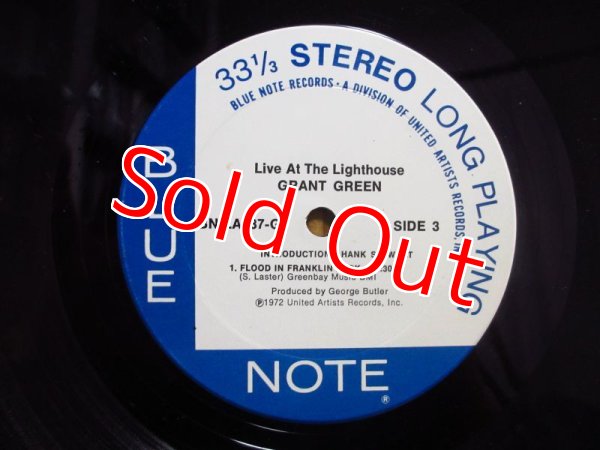 33⅓ STEREO LONG PLAYING
BLUE NOTE RECORDS • A DIVISION OF UNITED ARTISTS RECORDS, Inc.
BLUE
NOTE
®
Live At The Lighthouse
GRANT GREEN
SIDE 3
1. FLOOD IN FRANKLIN
(S. Laster) Greenbay Music BMI
Produced by George Butler
℗1972 United Artists Records, Inc.
Sold Out